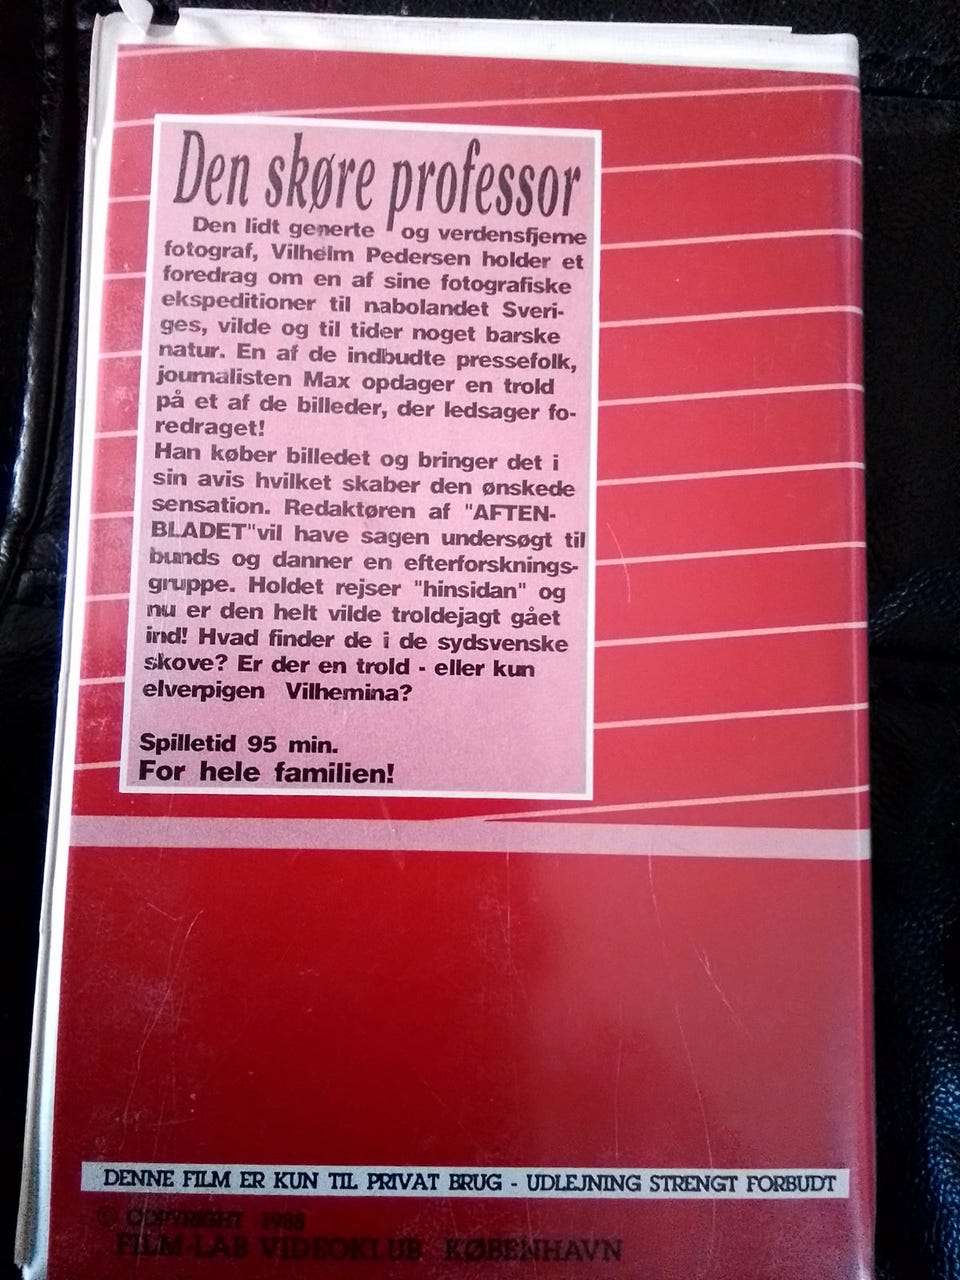 Den skøre professor
Den lidt generte og verdensfjerne
fotograf, Vilhelm Pedersen holder et
foredrag om en af sine fotografiske
ekspeditioner til nabolandet Sveri-
ges, vilde og til tider noget barske
natur. En af de indbudte pressefolk,
journalisten Max opdager en trold
på et af de billeder, der ledsager fo-
redraget!
Han køber billedet og bringer det i
sin avis hvilket skaber den ønskede
sensation. Redaktøren af "AFTEN-
BLADET"vil have sagen undersøgt til
bunds og danner en efterforsknings-
gruppe. Holdet rejser "hinsidan" og
nu er den helt vilde troldejagt gået
ind! Hvad finder de i de sydsvenske
skove? Er der en trold - eller kun
elverpigen Vilhemina?
Spilletid 95 min.
For hele familien!
DENNE FILM ER KUN TIL PRIVAT BRUG - UDLEJNING STRENGT FORBUDT
© COPYRIGHT 1988
FILM-LAB VIDEOKLUB KØBENHAVN